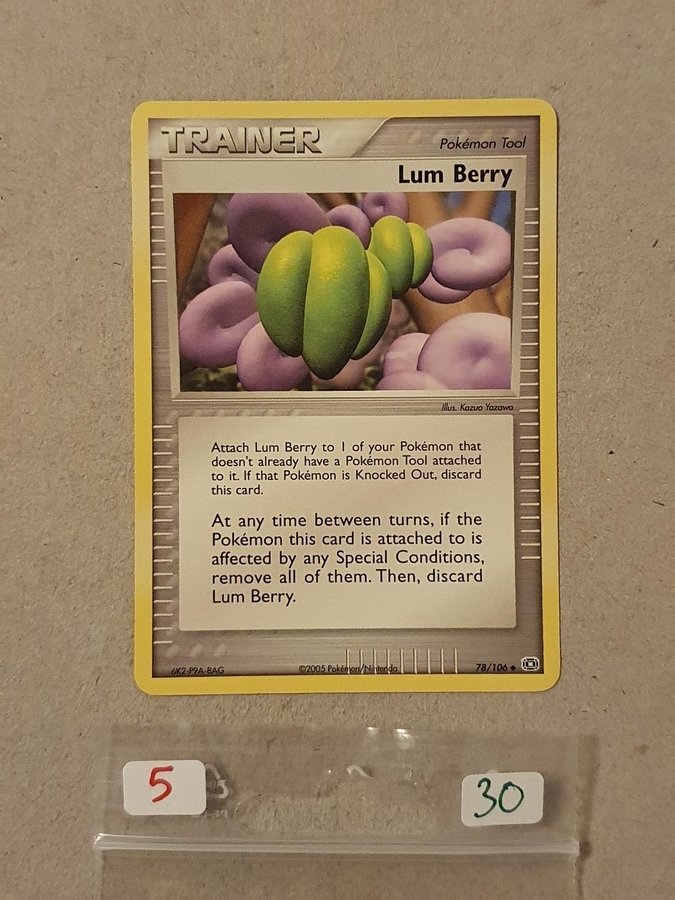 TRAINER
Pokémon Tool
Lum Berry
Illus. Kazuo Yazawa
Attach Lum Berry to 1 of your Pokémon that
doesn't already have a Pokémon Tool attached
to it. If that Pokémon is Knocked Out, discard
this card.
At any time between turns, if the
Pokémon this card is attached to is
affected by any Special Conditions,
remove all of them. Then, discard
Lum Berry.
6K2-P9A-8AG
©2005 Pokémon/Nintendo
78/106
5
30